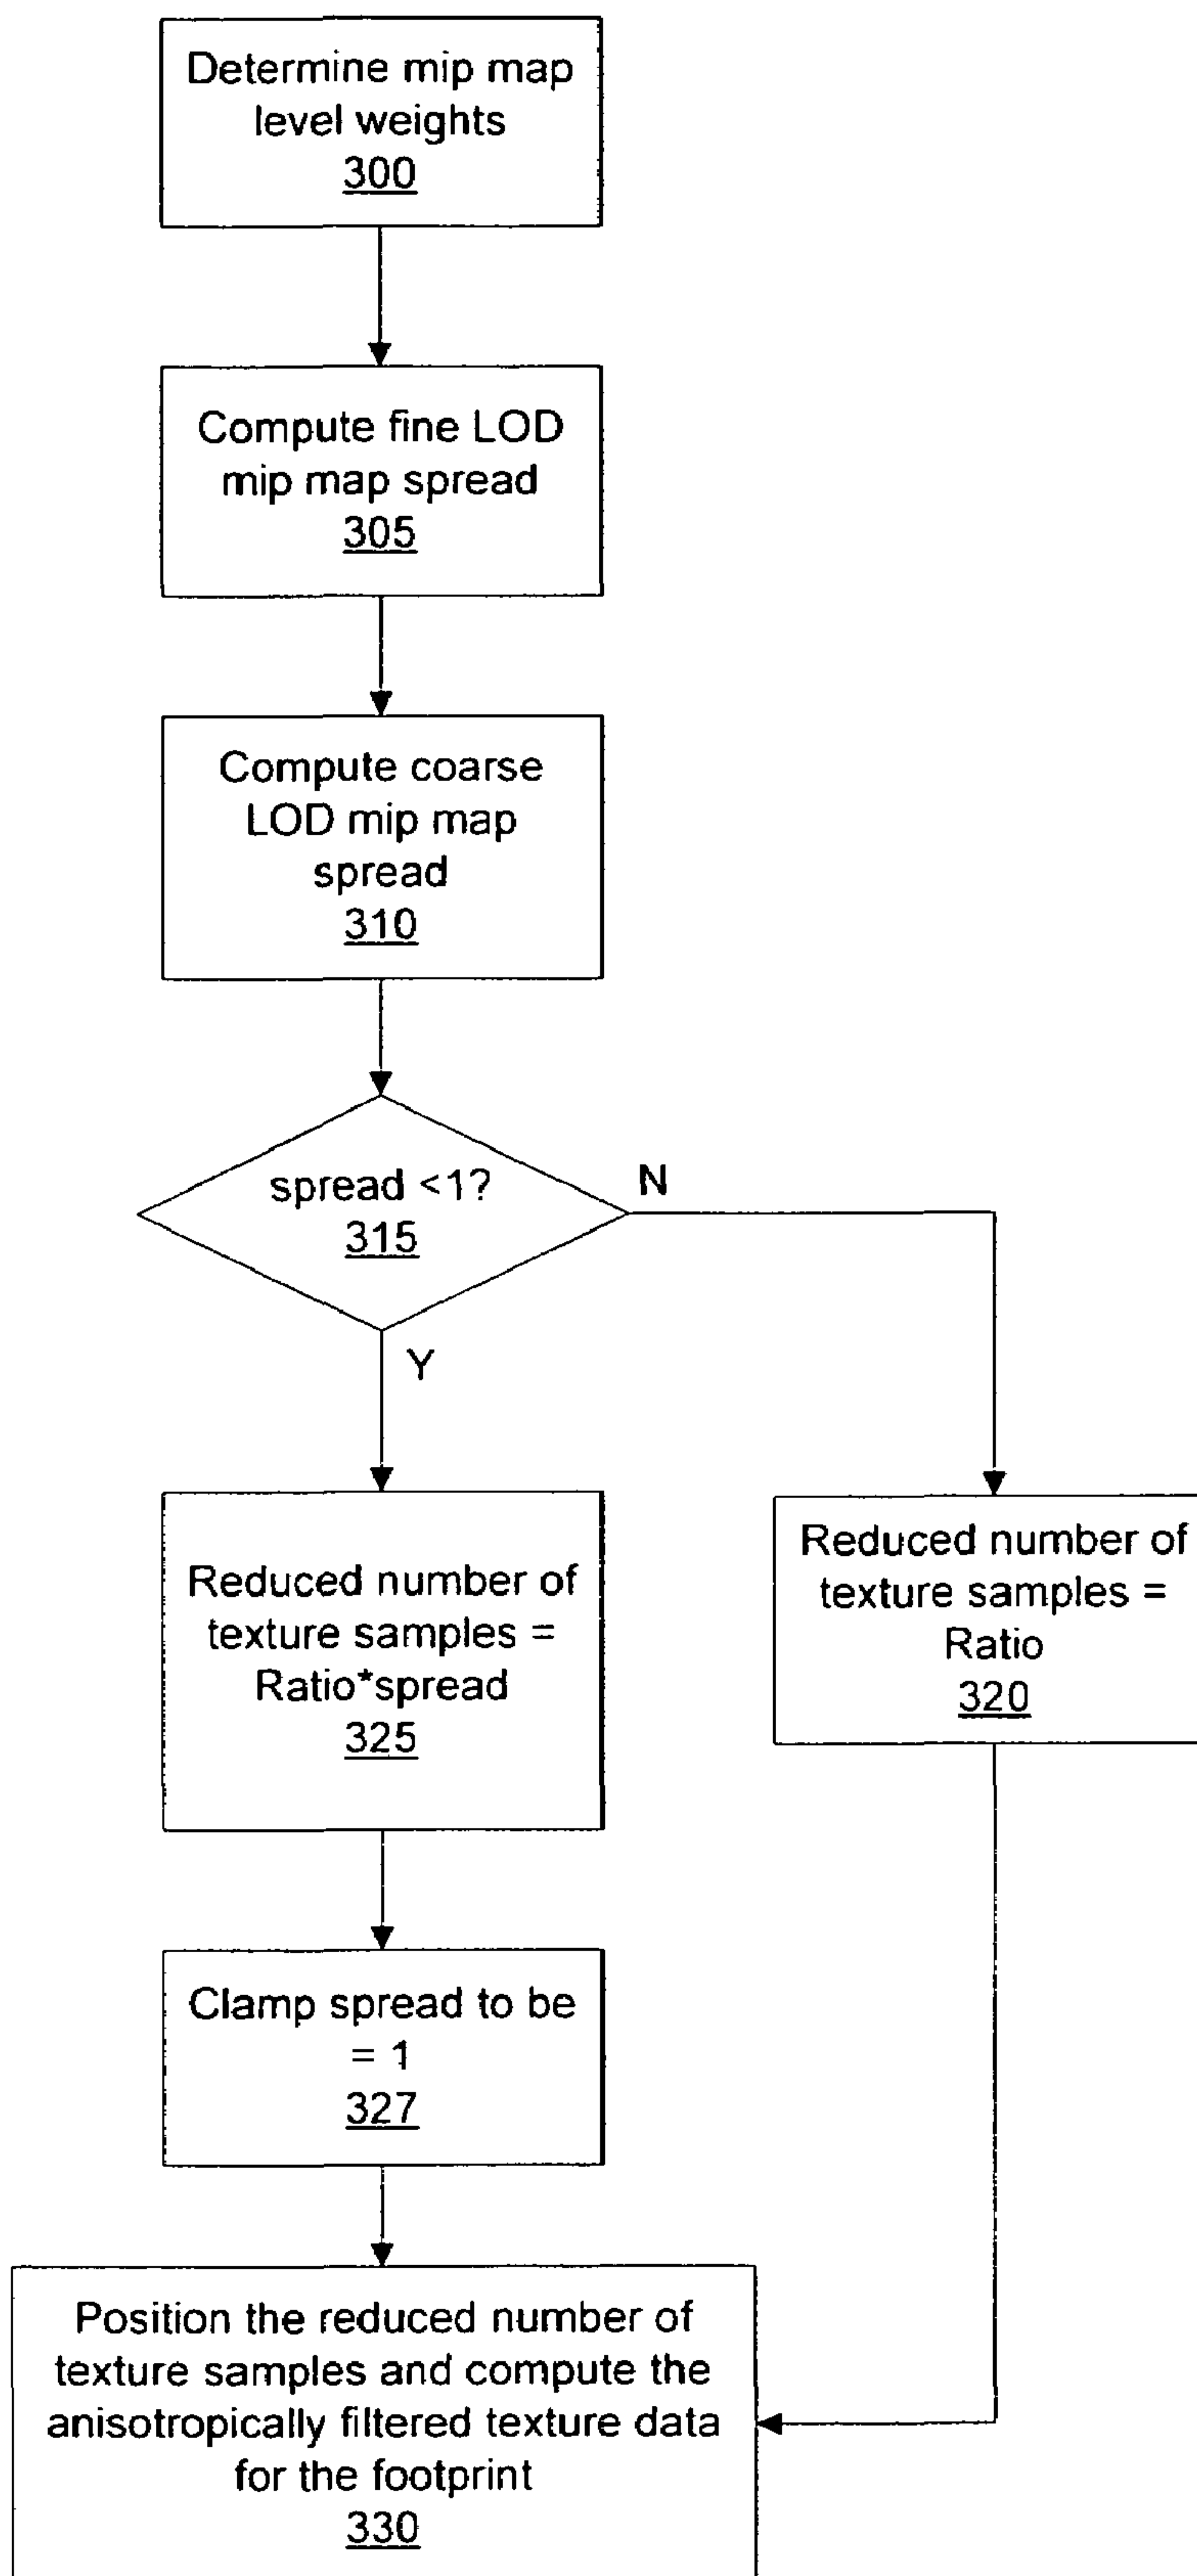 Determine mip map
level weights
300
Compute fine LOD
mip map spread
305
Compute coarse
LOD mip map
spread
310
spread <1?
315
N
Y
Reduced number of
texture samples =
Ratio*spread
325
Reduced number of
texture samples =
Ratio
320
Clamp spread to be
= 1
327
Position the reduced number of
texture samples and compute the
anisotropically filtered texture data
for the footprint
330